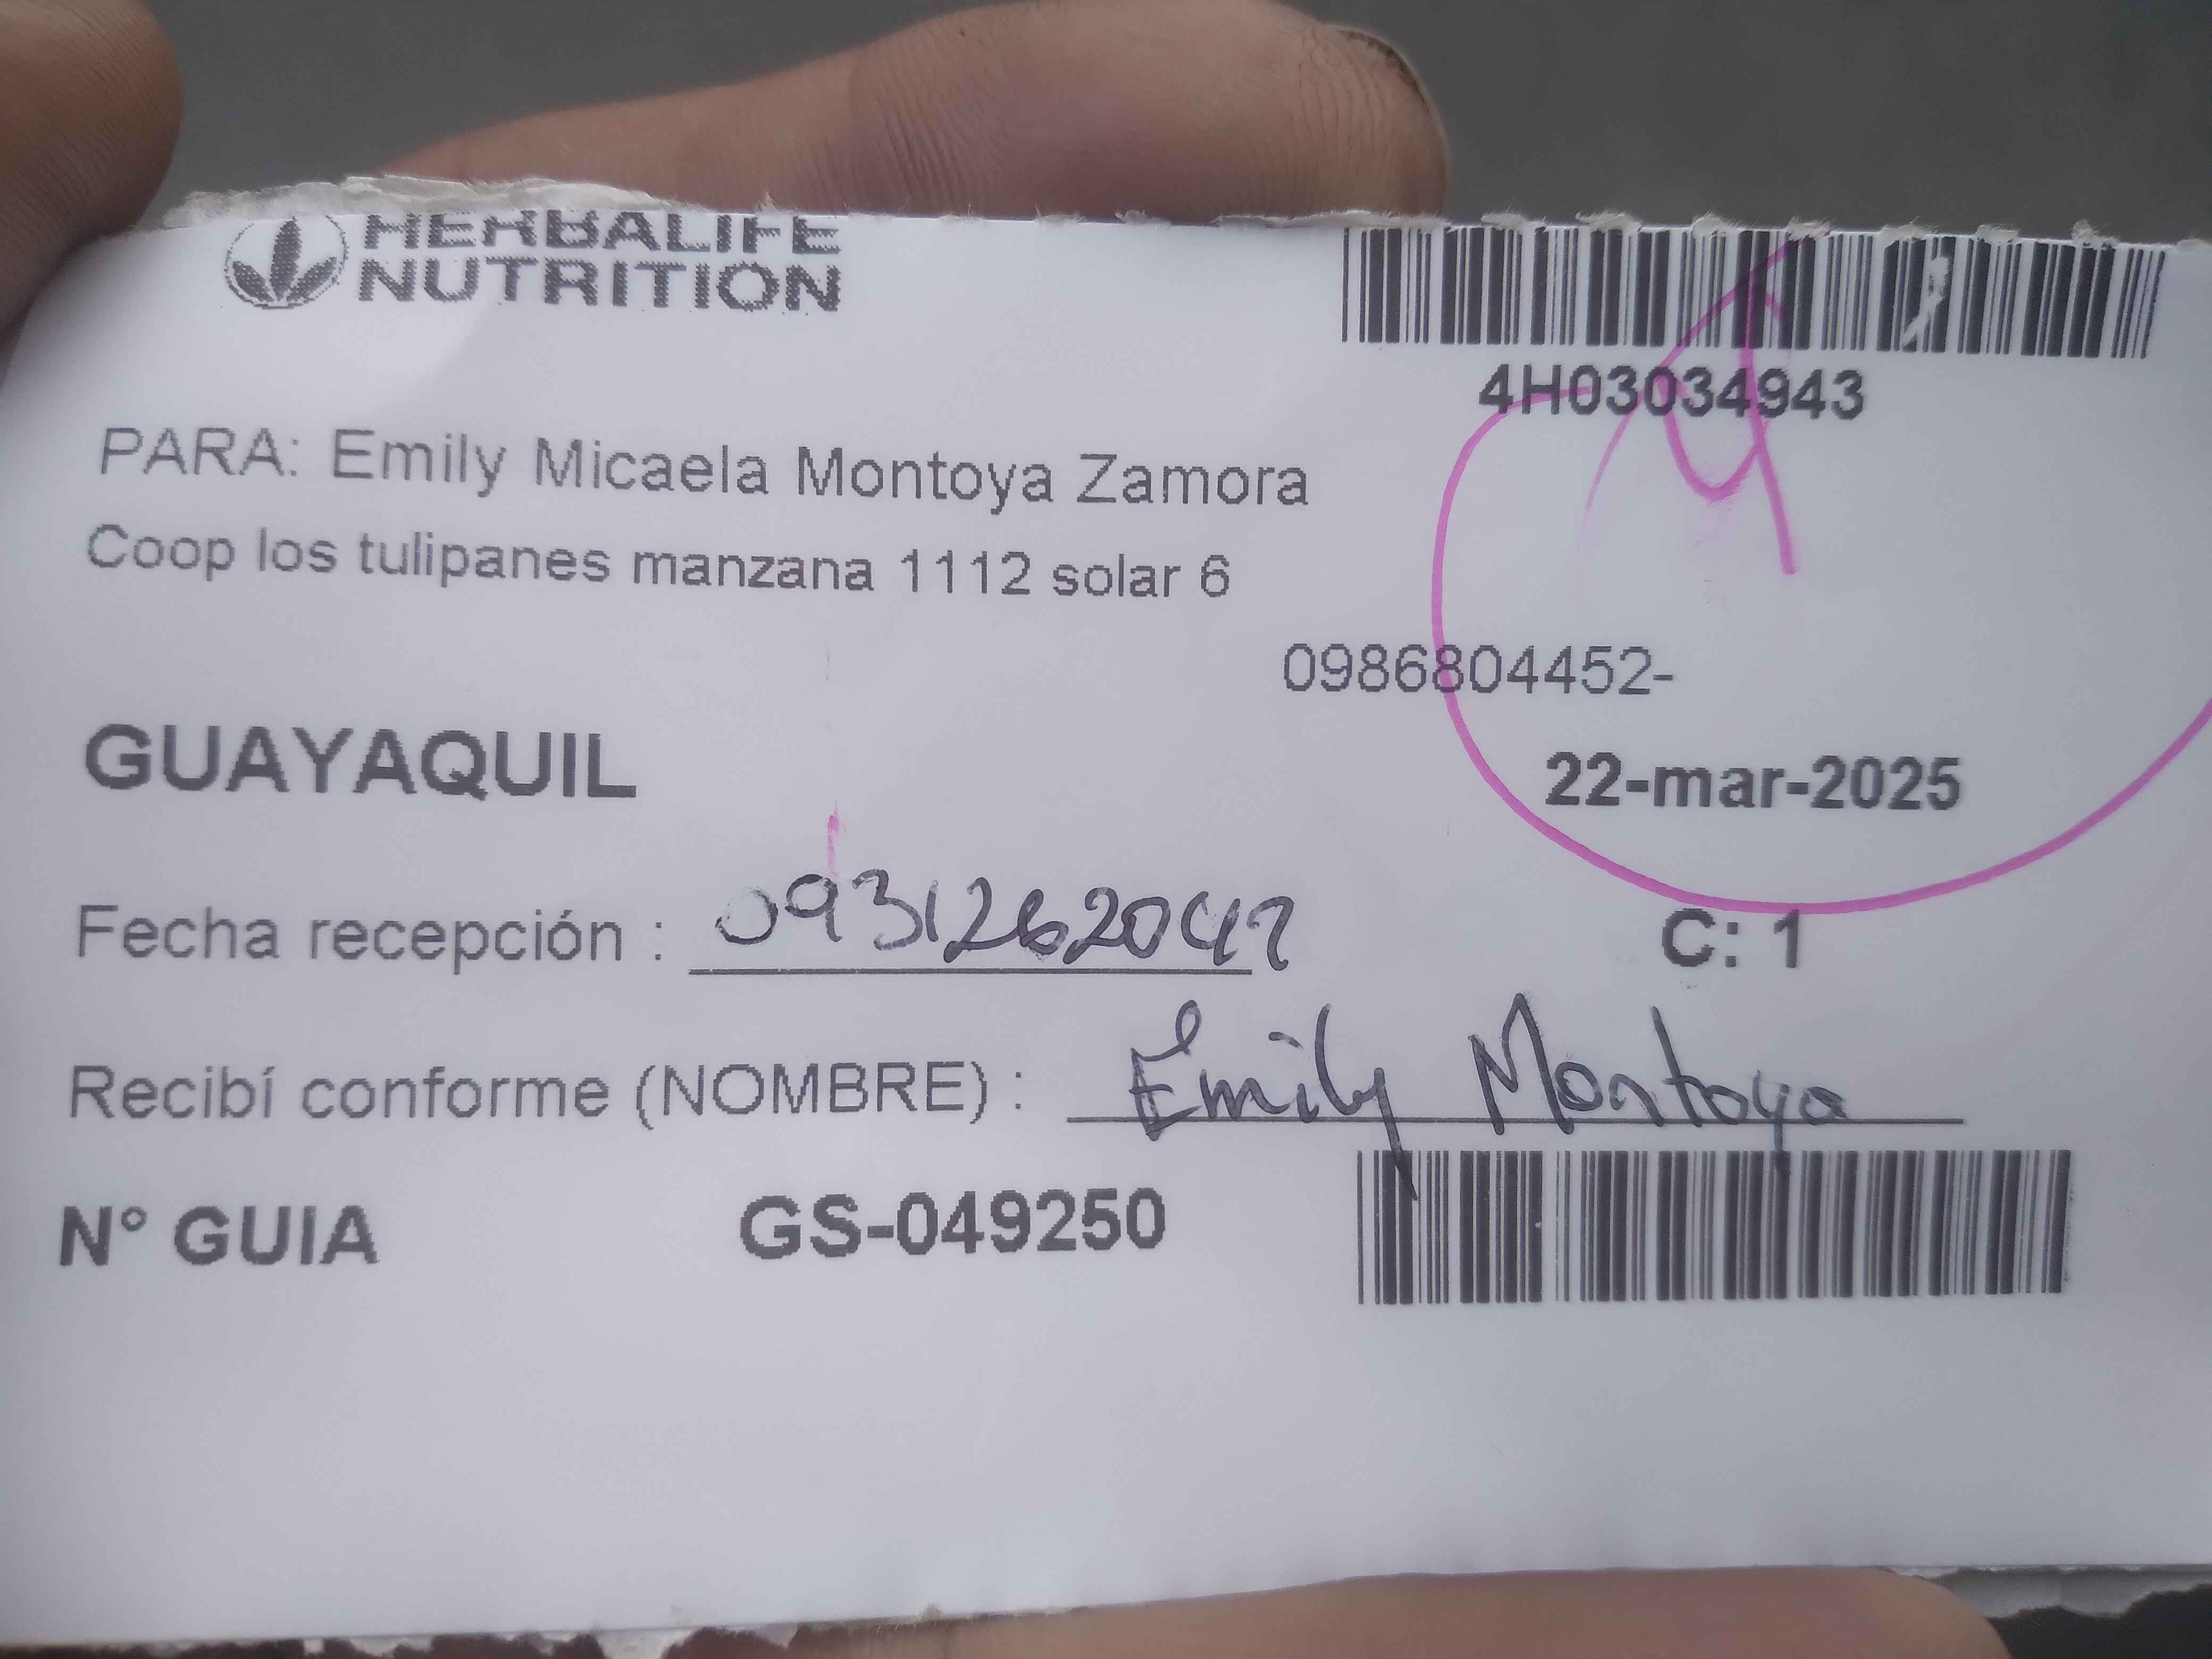 HERBALIFE
NUTRITION
4H03034943
PARA: Emily Micaela Montoya Zamora
Coop los tulipanes manzana 1112 solar 6
0986804452-
GUAYAQUIL
22-mar-2025
Fecha recepción : 0931262047
C: 1
Recibí conforme (NOMBRE) : Emily Montoya
N° GUIA GS-049250